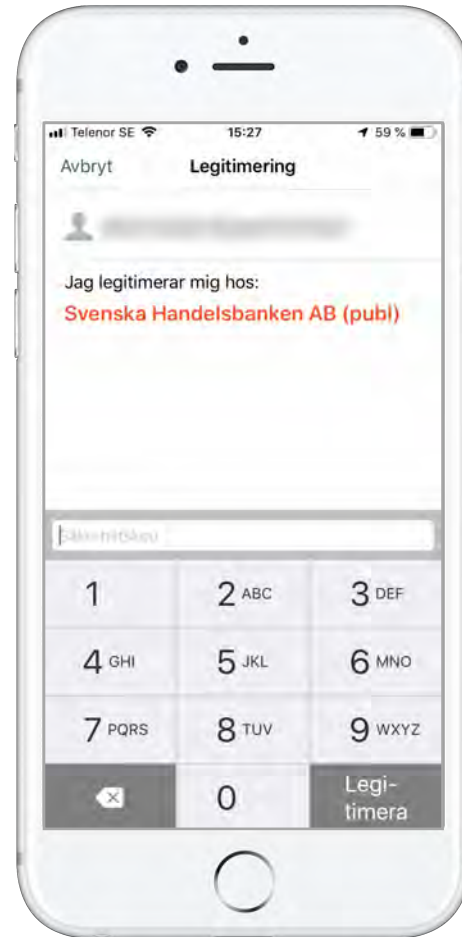 Telenor SE 15:27 59 %
Avbryt Legitimering
Jag legitimerar mig hos:
Svenska Handelsbanken AB (publ)
Säkerhetskod
1 2 ABC 3 DEF
4 GHI 5 JKL 6 MNO
7 PQRS 8 TUV 9 WXYZ
0 Legi-
timera